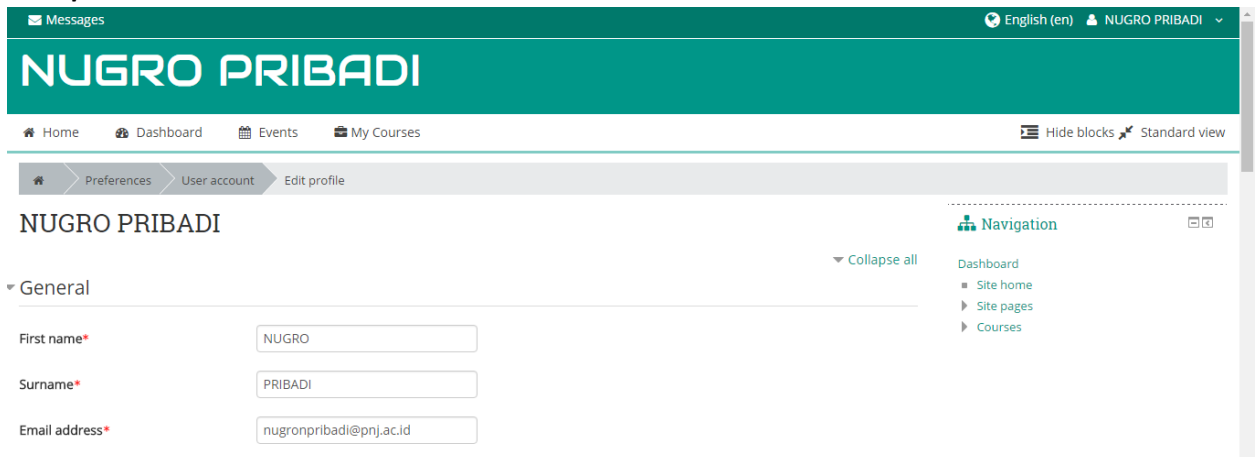 Messages English (en) NUGRO PRIBADI
NUGRO PRIBADI
Home Dashboard Events My Courses Hide blocks Standard view
Preferences User account Edit profile
NUGRO PRIBADI
Navigation
Collapse all
Dashboard
General
Site home
Site pages
Courses
First name*
NUGRO
Surname*
PRIBADI
Email address*
nugronpribadi@pnj.ac.id